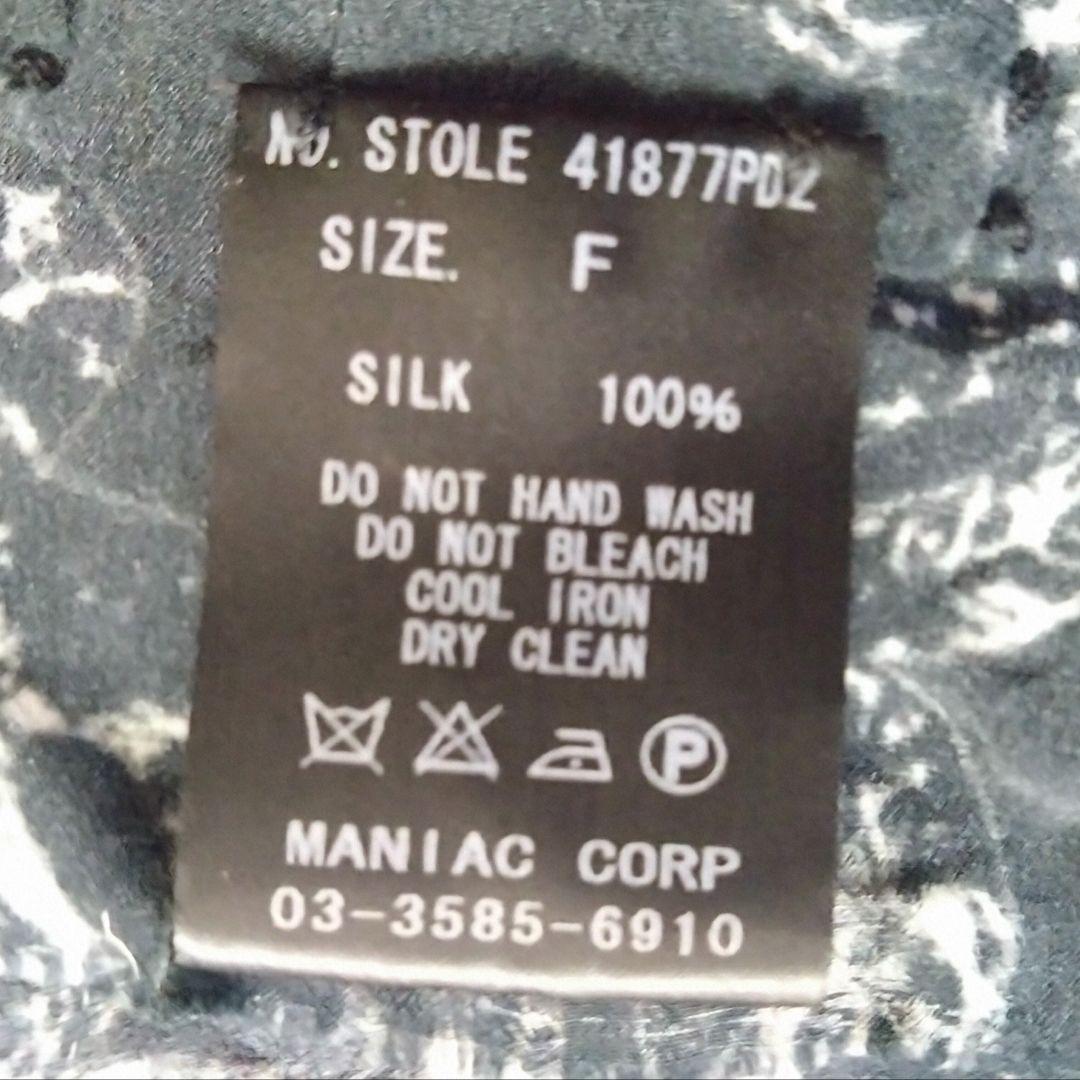 NO. STOLE 41877PD2
SIZE. F
SILK 100%
DO NOT HAND WASH
DO NOT BLEACH
COOL IRON
DRY CLEAN
P
MANIAC CORP
03-3585-6910